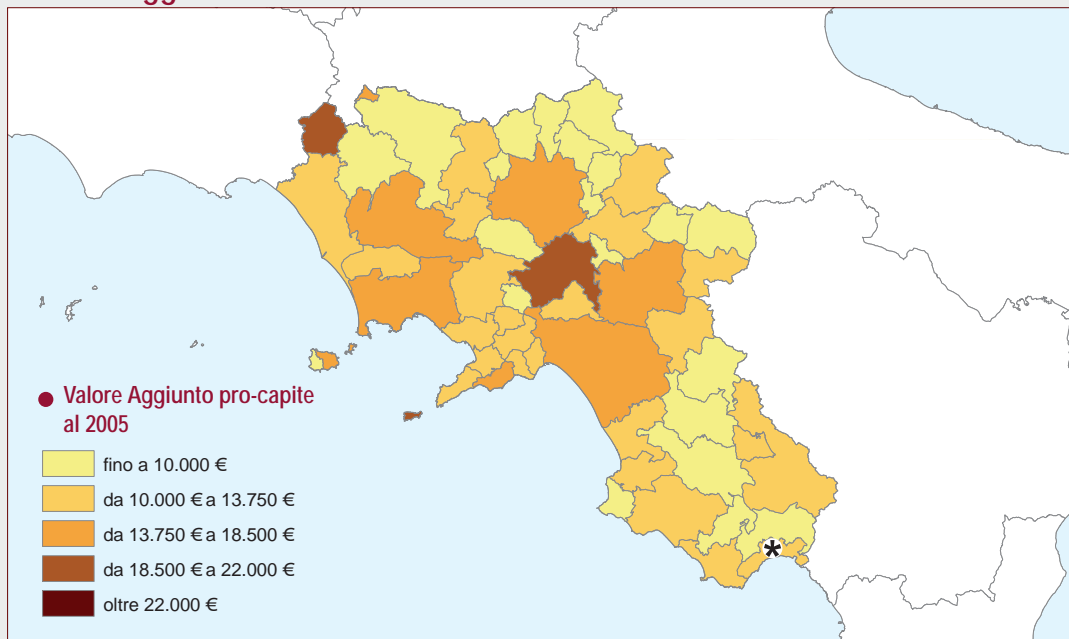 Valore Aggiunto pro-capite
al 2005
fino a 10.000 €
da 10.000 € a 13.750 €
da 13.750 € a 18.500 €
da 18.500 € a 22.000 €
oltre 22.000 €
*